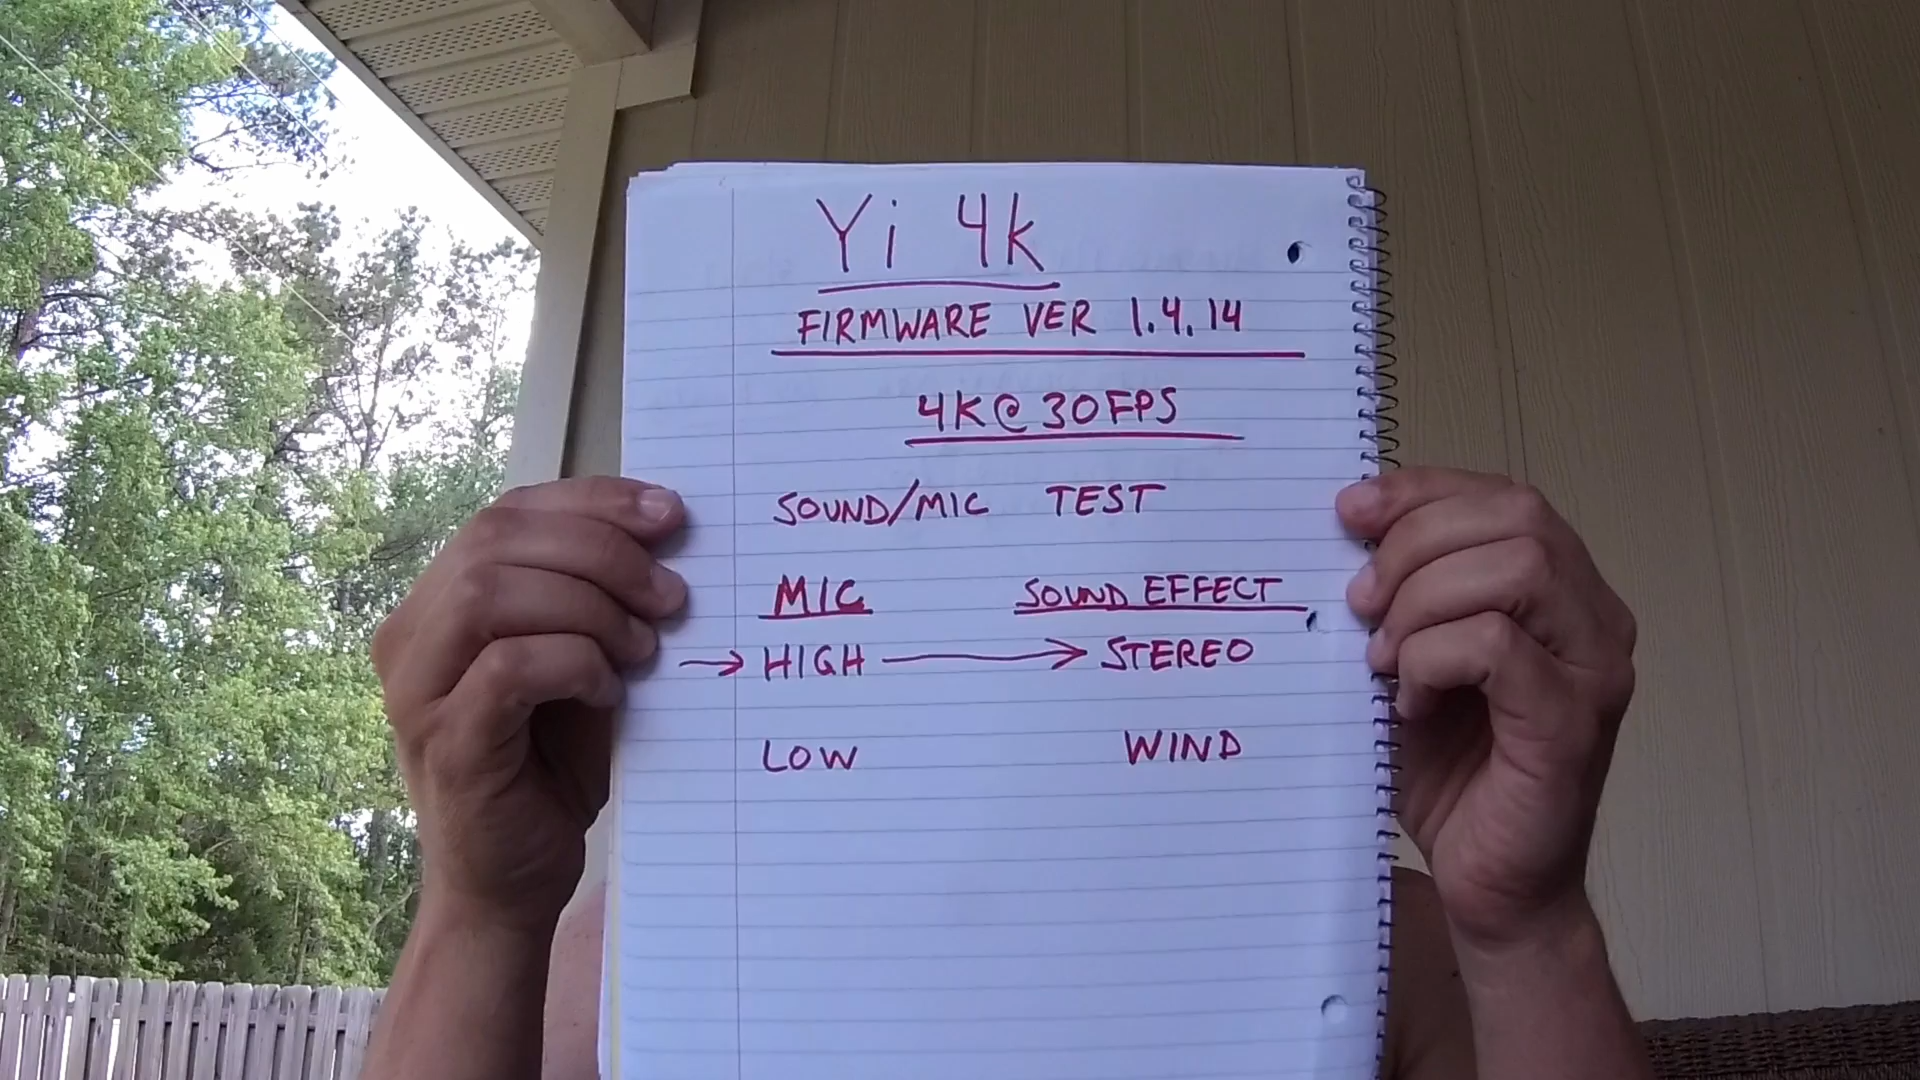 Yi 4k
FIRMWARE VER 1.4.14
4K@30FPS
SOUND/MIC TEST
MIC SOUND EFFECT
→HIGH → STEREO
LOW WIND